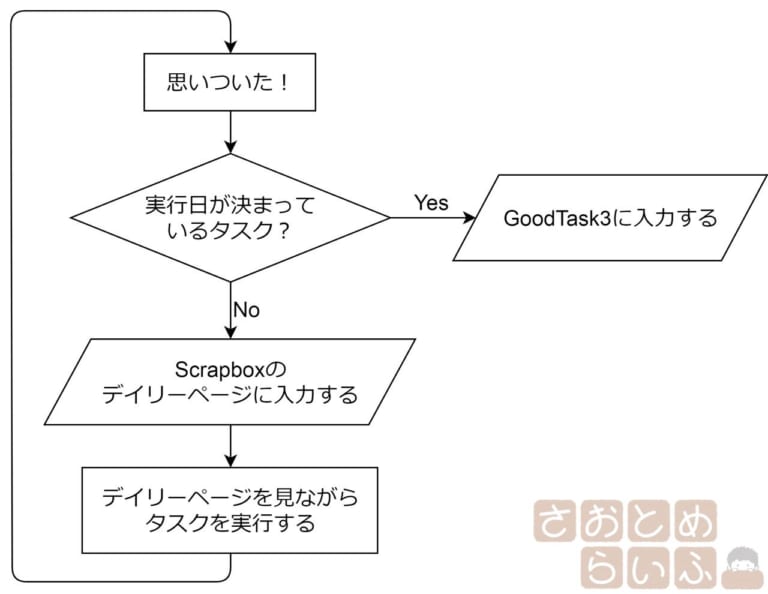 思いついた！
実行日が決まって
いるタスク？
Yes
GoodTask3に入力する
No
Scrapboxの
デイリーページに入力する
デイリーページを見ながら
タスクを実行する
さおとめ
らいふ